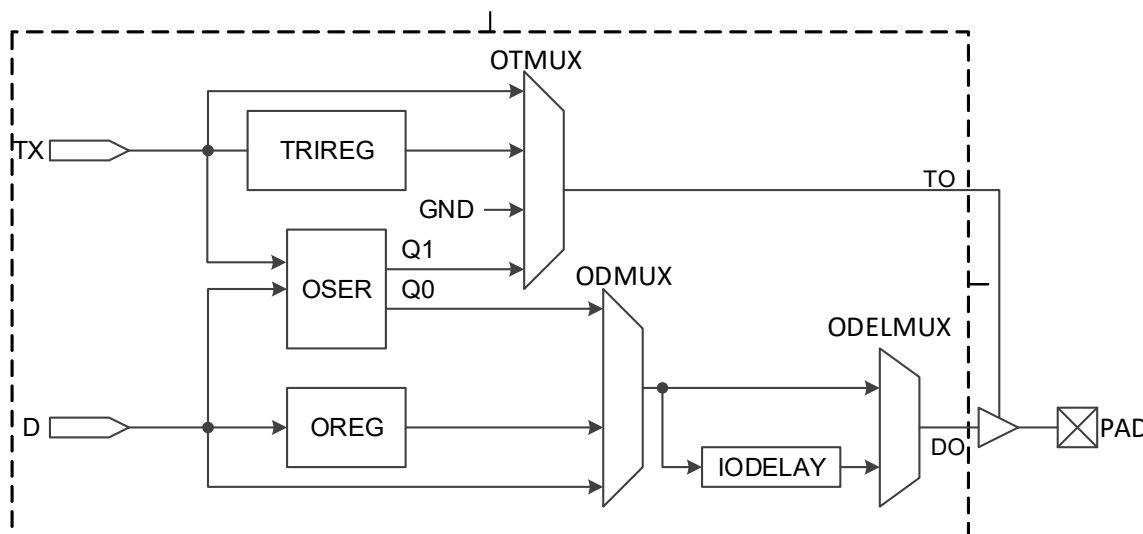 OTMUX
TX
TRIREG
TO
GND
Q1
OSER
Q0
ODMUX
ODELMUX
D
OREG
DO
PAD
IODELAY